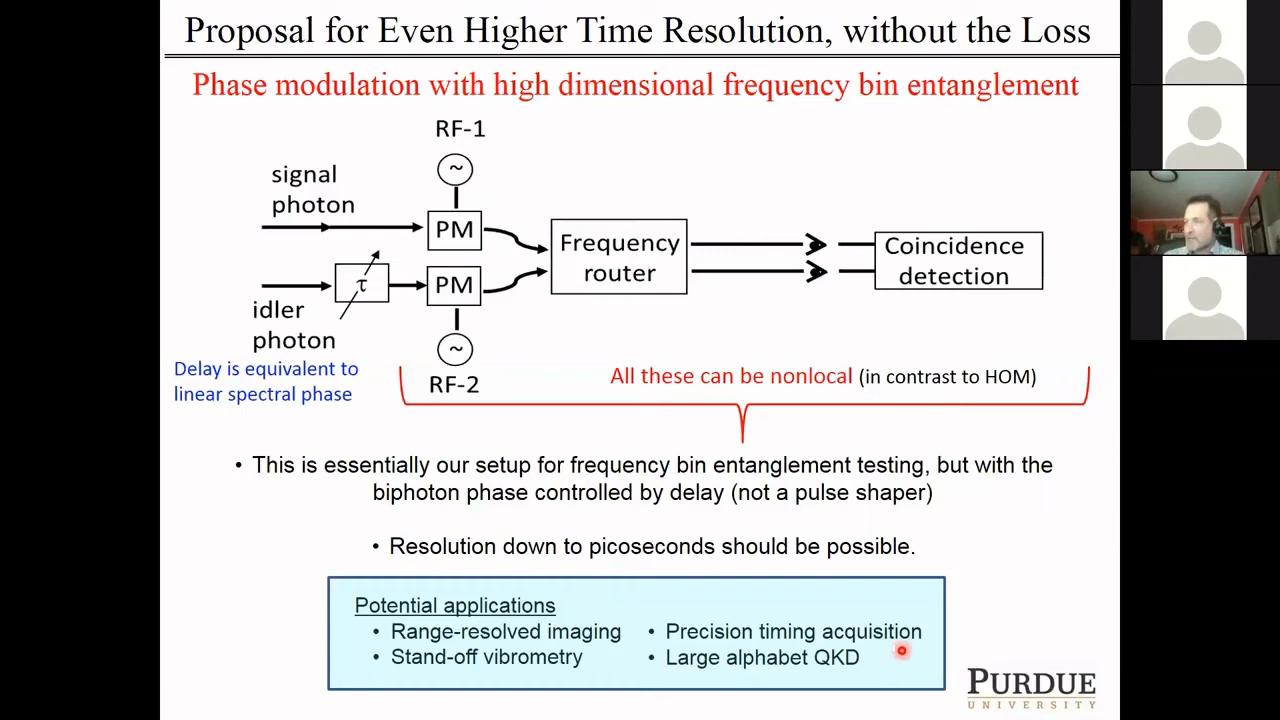 Proposal for Even Higher Time Resolution, without the Loss
Phase modulation with high dimensional frequency bin entanglement
RF-1
~
signal
photon
PM
Frequency
router
Coincidence
detection
τ
PM
idler
photon
~
RF-2
Delay is equivalent to
linear spectral phase
All these can be nonlocal (in contrast to HOM)
• This is essentially our setup for frequency bin entanglement testing, but with the
biphoton phase controlled by delay (not a pulse shaper)
• Resolution down to picoseconds should be possible.
Potential applications
• Range-resolved imaging
• Stand-off vibrometry
• Precision timing acquisition
• Large alphabet QKD
PURDUE
UNIVERSITY